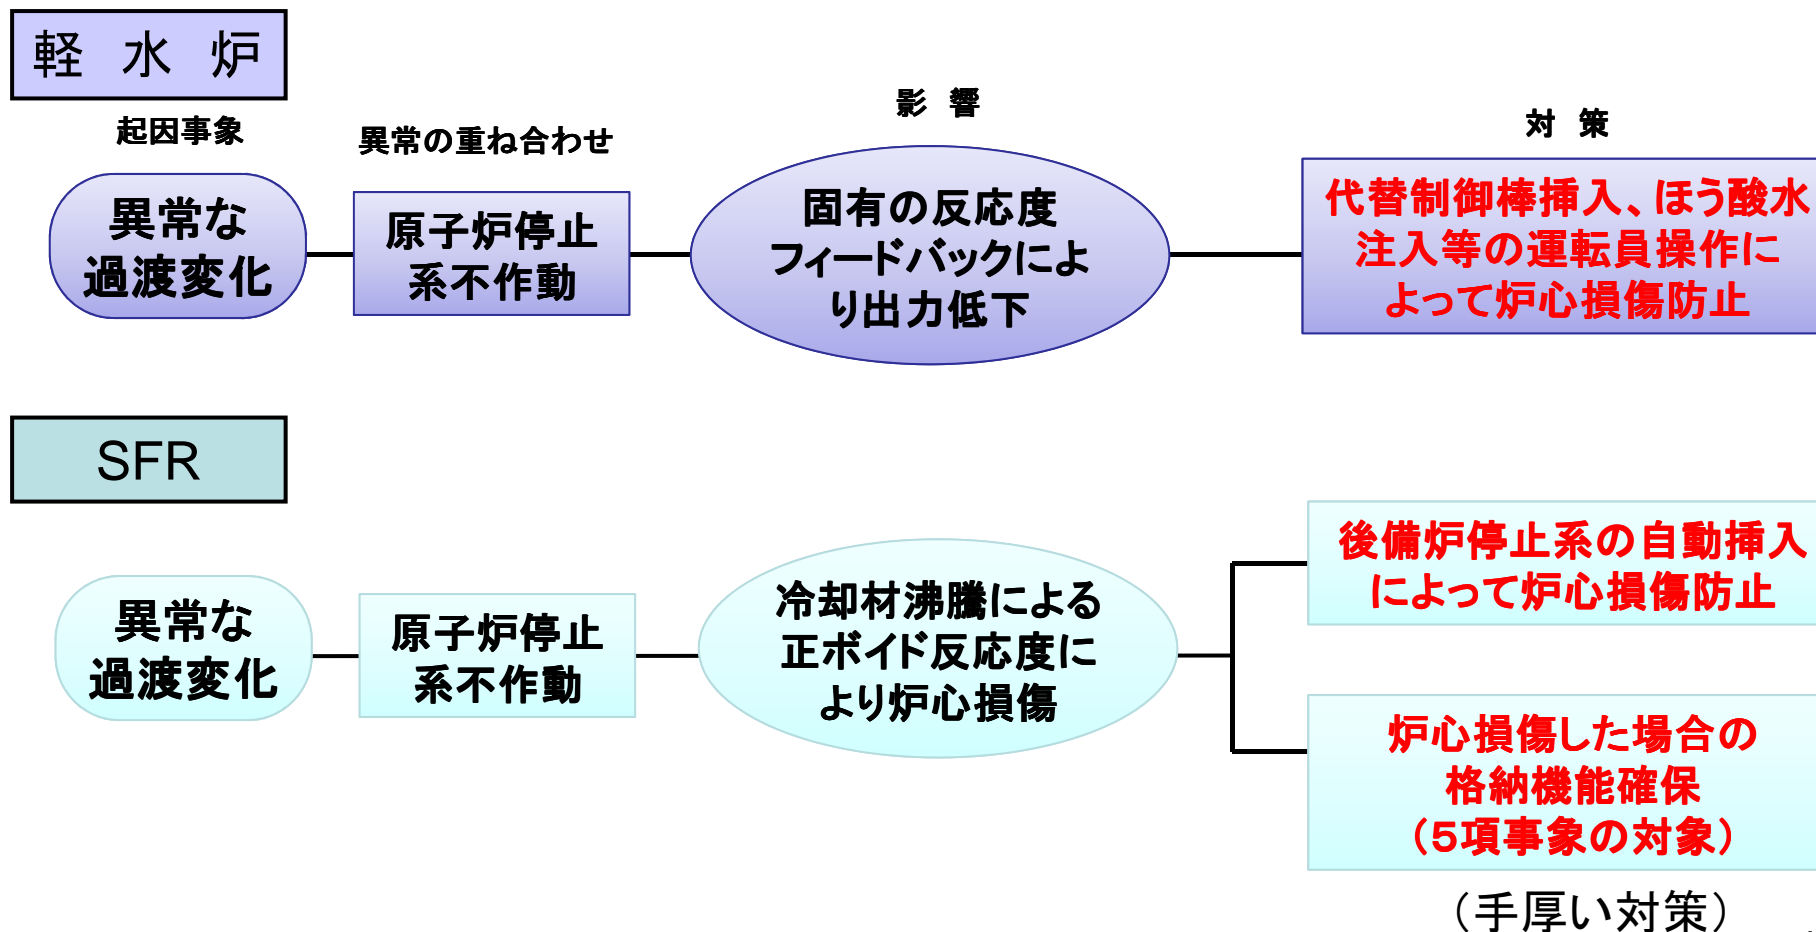 軽 水 炉
起因事象
異常の重ね合わせ
影 響
対 策
異常な
過渡変化
原子炉停止
系不作動
固有の反応度
フィードバックによ
り出力低下
代替制御棒挿入、ほう酸水
注入等の運転員操作に
よって炉心損傷防止
SFR
異常な
過渡変化
原子炉停止
系不作動
冷却材沸騰による
正ボイド反応度に
より炉心損傷
後備炉停止系の自動挿入
によって炉心損傷防止
炉心損傷した場合の
格納機能確保
（５項事象の対象）
（手厚い対策）